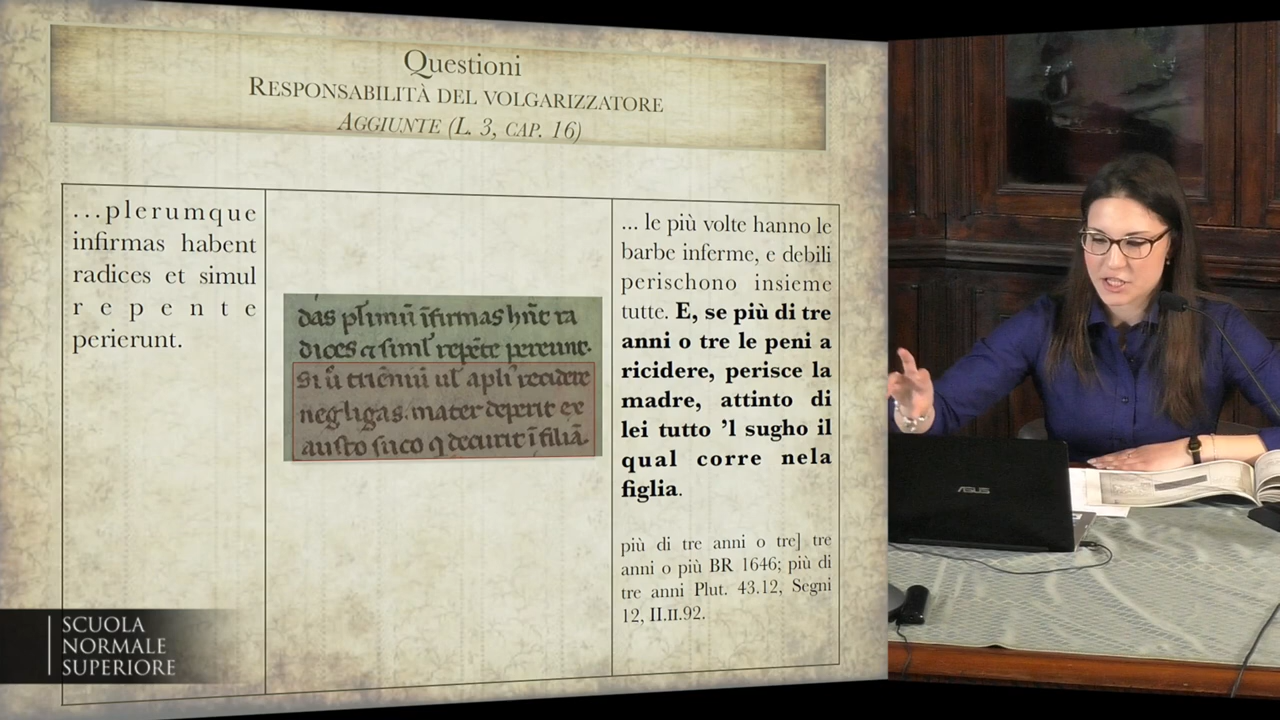 Questioni
RESPONSABILITÀ DEL VOLGARIZZATORE
AGGIUNTE (L. 3, CAP. 16)
...plerumque
infirmas habent
radices et simul
repente
perierunt.
... le più volte hanno le
barbe inferme, e debili
perischono insieme
tutte. E, se più di tre
anni o tre le peni a
ricidere, perisce la
madre, attinto di
lei tutto ’l sugho il
qual corre nela
figlia.
più di tre anni o tre] tre
anni o più BR 1646; più di
tre anni Plut. 43.12, Segni
12, II.II.92.
SCUOLA
NORMALE
SUPERIORE
ASUS